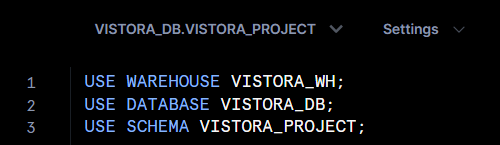 VISTORA_DB.VISTORA_PROJECT Settings
1 USE WAREHOUSE VISTORA_WH;
2 USE DATABASE VISTORA_DB;
3 USE SCHEMA VISTORA_PROJECT;